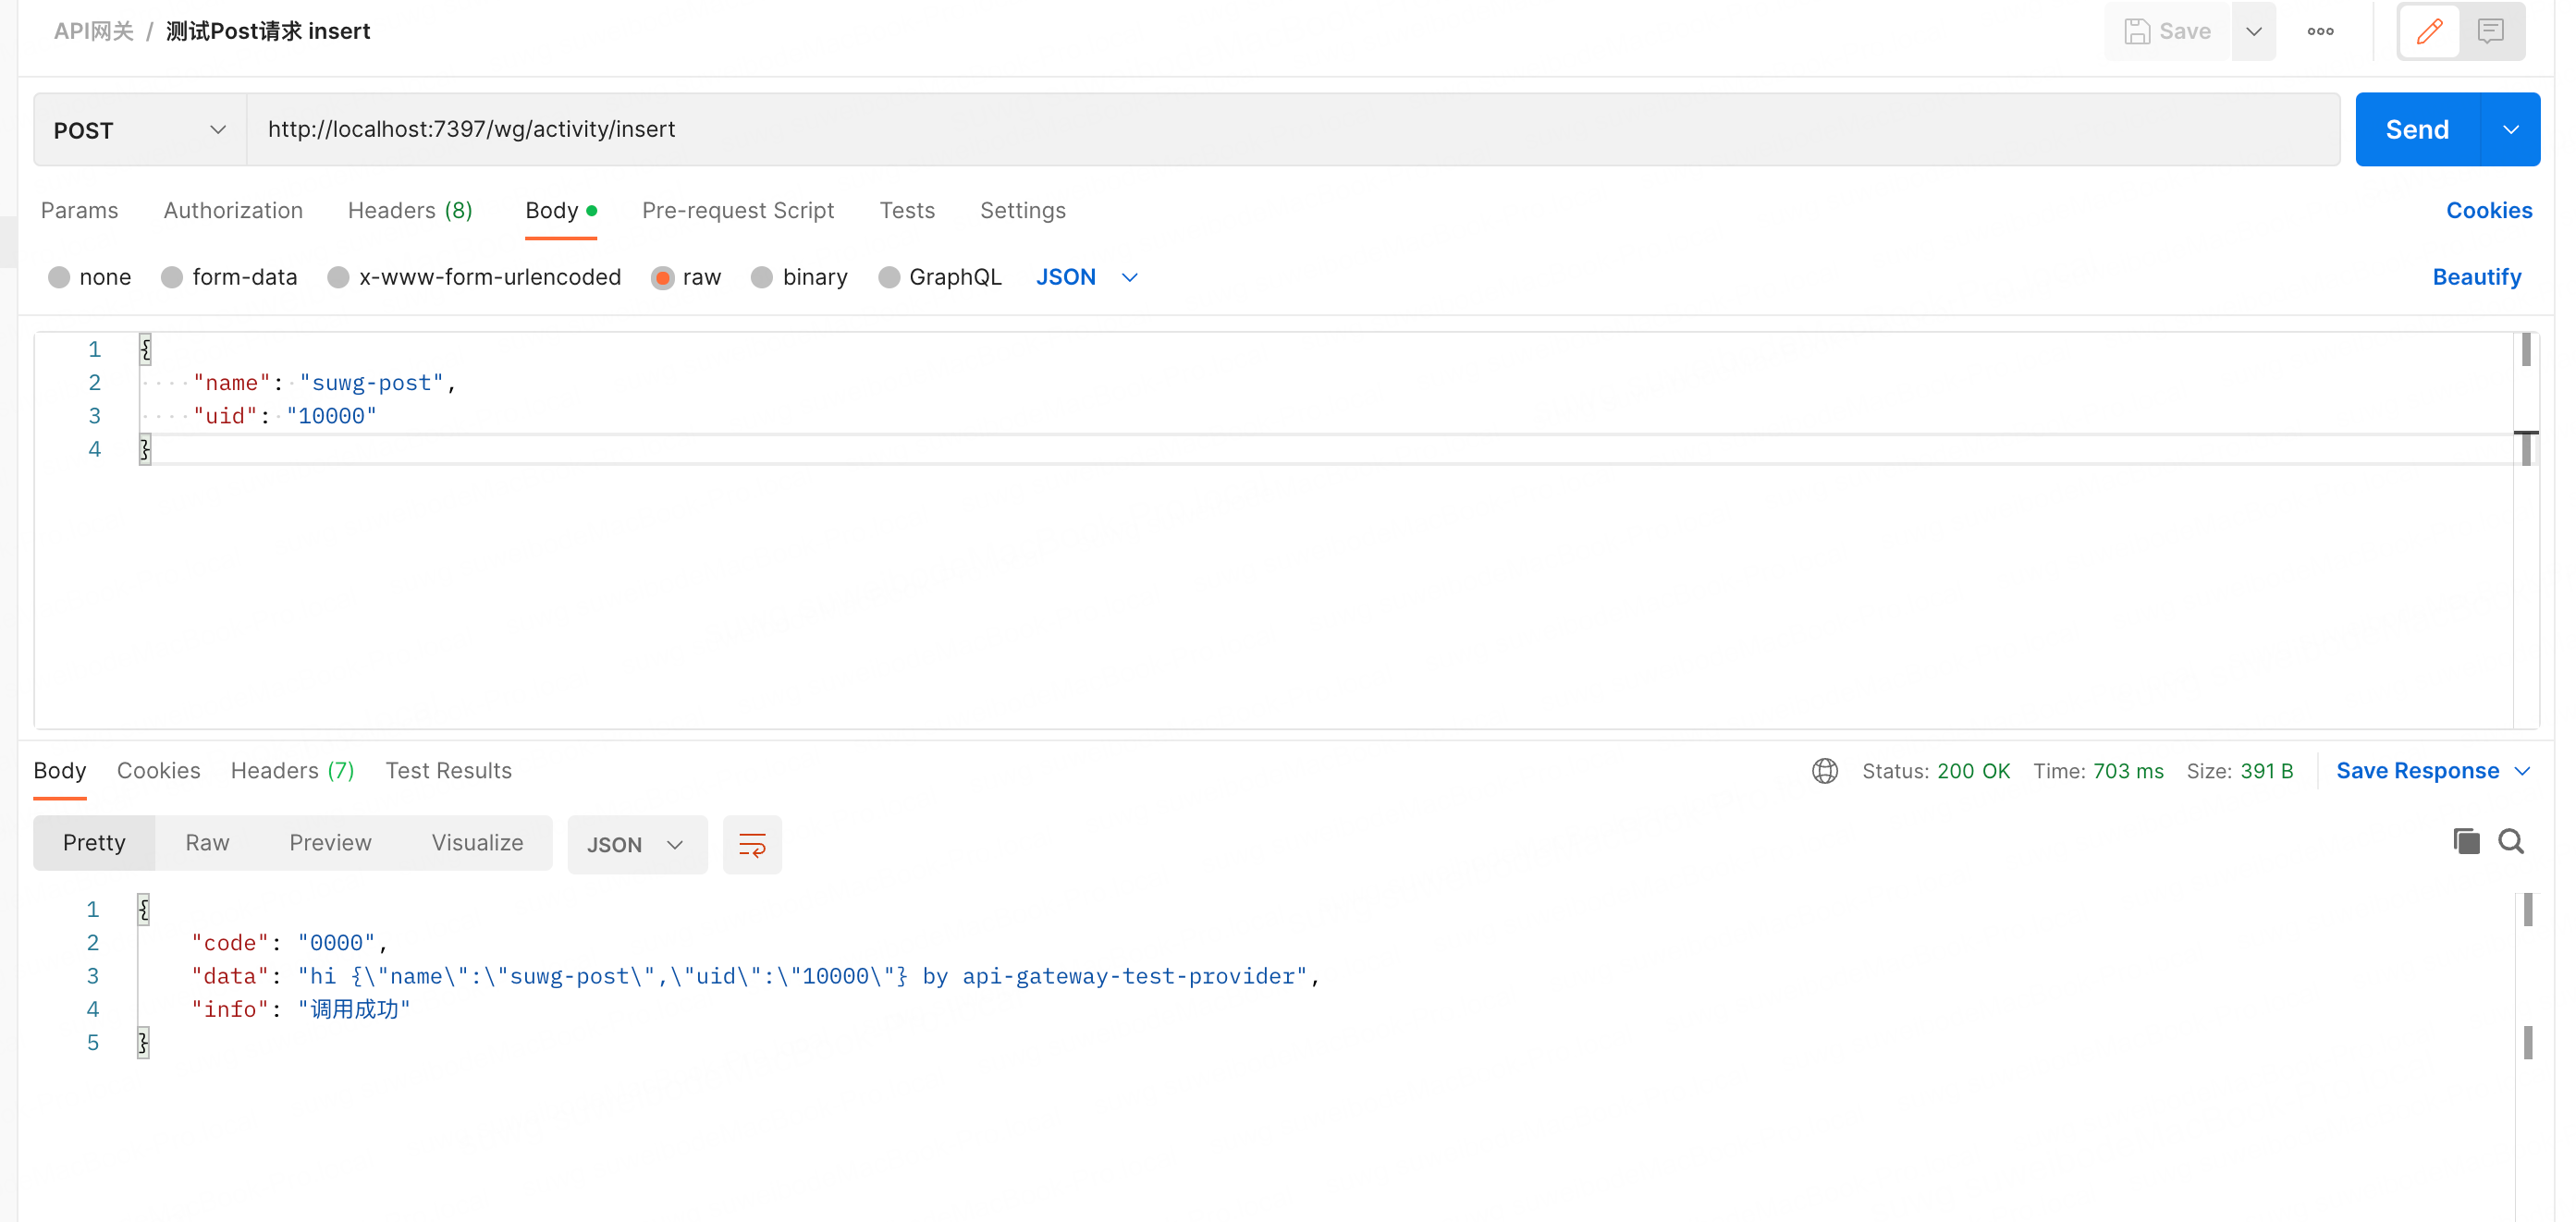 API网关 / 测试Post请求 insert
Save
POST
http://localhost:7397/wg/activity/insert
Send
Params Authorization Headers (8) Body Pre-request Script Tests Settings Cookies
none form-data x-www-form-urlencoded raw binary GraphQL JSON Beautify
1 {
2 "name": "suwg-post",
3 "uid": "10000"
4 }
Body Cookies Headers (7) Test Results Status: 200 OK Time: 703 ms Size: 391 B Save Response
Pretty Raw Preview Visualize JSON
1 {
2 "code": "0000",
3 "data": "hi {\"name\":\"suwg-post\",\"uid\":\"10000\"} by api-gateway-test-provider",
4 "info": "调用成功"
5 }